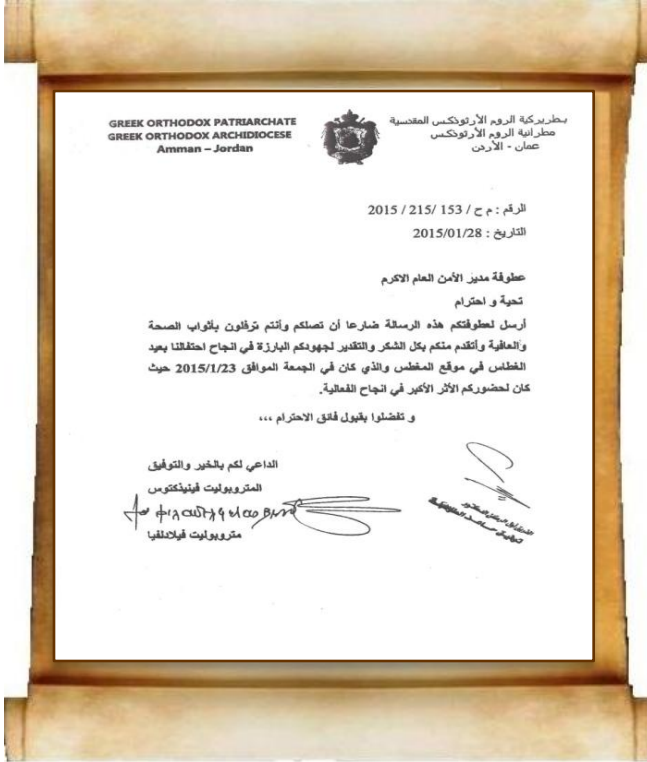 GREEK ORTHODOX PATRIARCHATE
GREEK ORTHODOX ARCHIDIOCESE
Amman – Jordan
بطريركية الروم الأرثوذكس المقدسية
مطرانية الروم الأرثوذكس
عمان - الأردن
الرقم : م ح / 153 /215 / 2015
التاريخ : 2015/01/28
عطوفة مدير الأمن العام الاكرم
تحية و احترام
أرسل لعطوفتكم هذه الرسالة ضارعا أن تصلكم وأنتم ترفلون بأثواب الصحة
والعافية وأتقدم منكم بكل الشكر والتقدير لجهودكم البارزة في انجاح احتفالنا بعيد
الغطاس في موقع المغطس والذي كان في الجمعة الموافق 2015/1/23 حيث
كان لحضوركم الأثر الأكبر في انجاح الفعالية.
و تفضلوا بقبول فائق الاحترام ،،،
الداعي لكم بالخير والتوفيق
المتروبوليت فينيذكتوس
متروبوليت فيلادلفيا